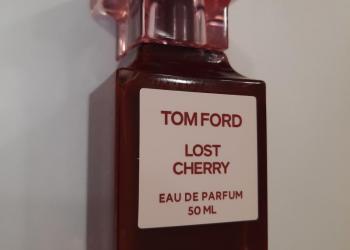 TOM FORD
LOST
CHERRY
EAU DE PARFUM
50 ML